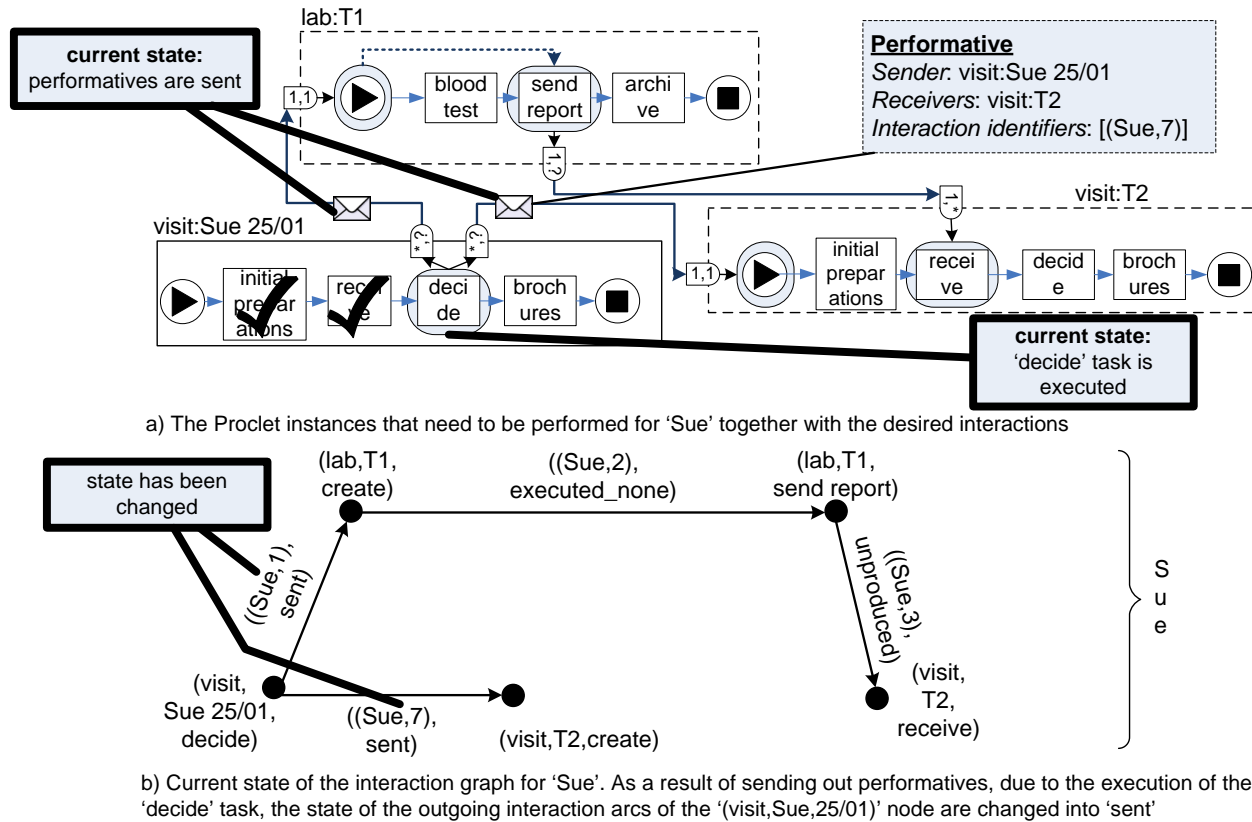 lab:T1
current state:
performatives are sent
Performative
Sender: visit:Sue 25/01
Receivers: visit:T2
Interaction identifiers: [(Sue,7)]
1,1
blood
test
send
report
archi
ve
1,?
visit:T2
1,*
visit:Sue 25/01
¿,*
¿,*
initial
prepar
ations
recei
ve
deci
de
broch
ures
1,1
initial
prepar
ations
recei
ve
decid
e
broch
ures
current state:
‘decide’ task is
executed
a) The Proclet instances that need to be performed for ‘Sue’ together with the desired interactions
state has been
changed
(lab,T1,
create)
((Sue,2),
executed_none)
(lab,T1,
send report)
((Sue,1),
sent)
((Sue,3),
unproduced)
Sue
(visit,
Sue 25/01,
decide)
((Sue,7),
sent)
(visit,T2,create)
(visit,
T2,
receive)
b) Current state of the interaction graph for ‘Sue’. As a result of sending out performatives, due to the execution of the
‘decide’ task, the state of the outgoing interaction arcs of the ‘(visit,Sue,25/01)’ node are changed into ‘sent’